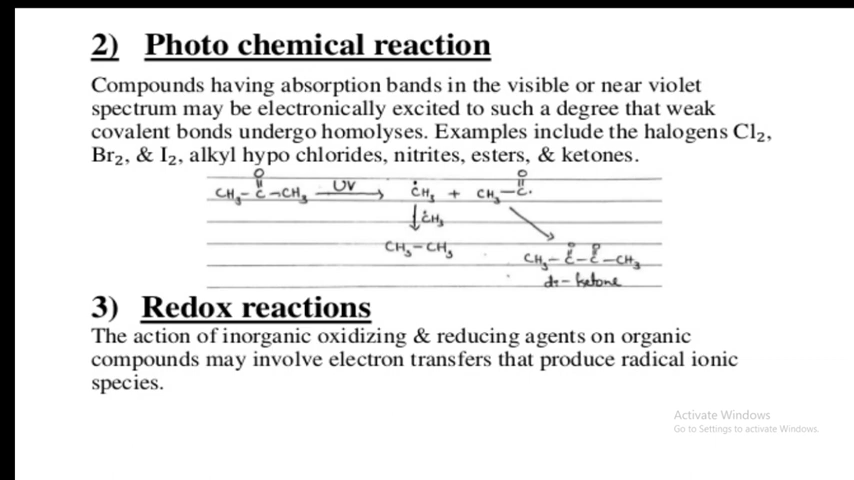 2) Photo chemical reaction
Compounds having absorption bands in the visible or near violet
spectrum may be electronically excited to such a degree that weak
covalent bonds undergo homolyses. Examples include the halogens Cl₂,
Br₂, & I₂, alkyl hypo chlorides, nitrites, esters, & ketones.
O O
CH₃-C-CH₃ UV ĊH₃ + CH₃-C.
ĊH₃
CH₃-CH₃
O O
CH₃-C-C-CH₃
di-ketone
3) Redox reactions
The action of inorganic oxidizing & reducing agents on organic
compounds may involve electron transfers that produce radical ionic
species.
Activate Windows
Go to Settings to activate Windows.